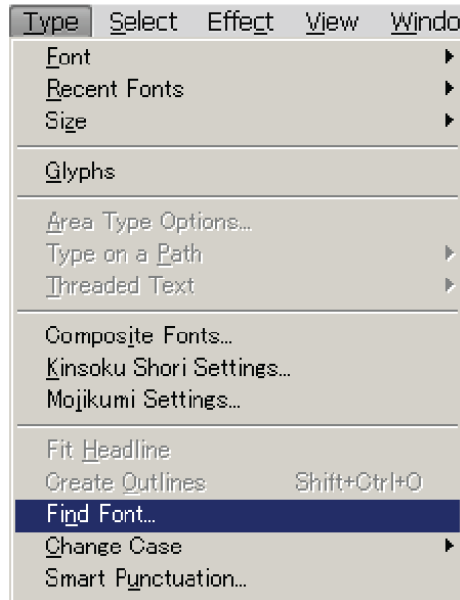 Type Select Effect View Windo
Font
Recent Fonts
Size
Glyphs
Area Type Options...
Type on a Path
Threaded Text
Composite Fonts...
Kinsoku Shori Settings...
Mojikumi Settings...
Fit Headline
Create Outlines Shift+Ctrl+O
Find Font...
Change Case
Smart Punctuation...